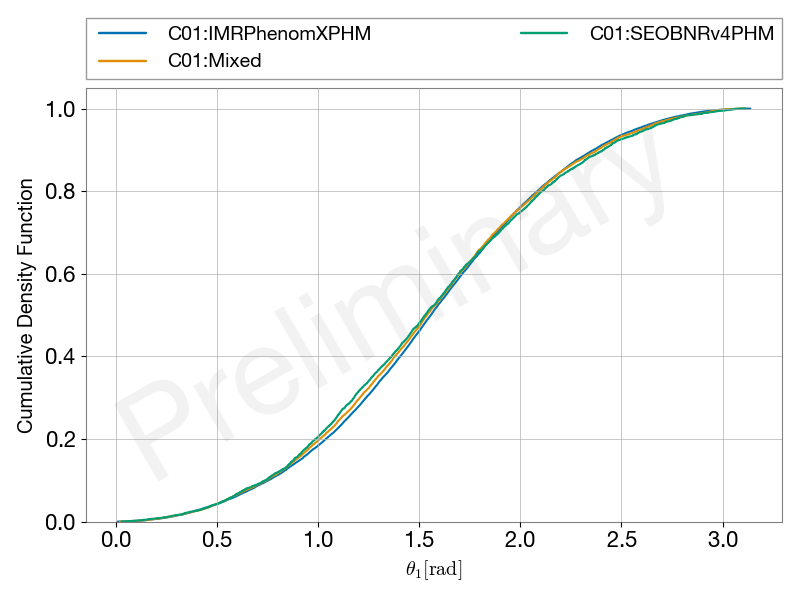 C01:IMRPhenomXPHM
C01:SEOBNRv4PHM
C01:Mixed
Preliminary
Cumulative Density Function
1.0
0.8
0.6
0.4
0.2
0.0
0.0 0.5 1.0 1.5 2.0 2.5 3.0
θ₁[rad]